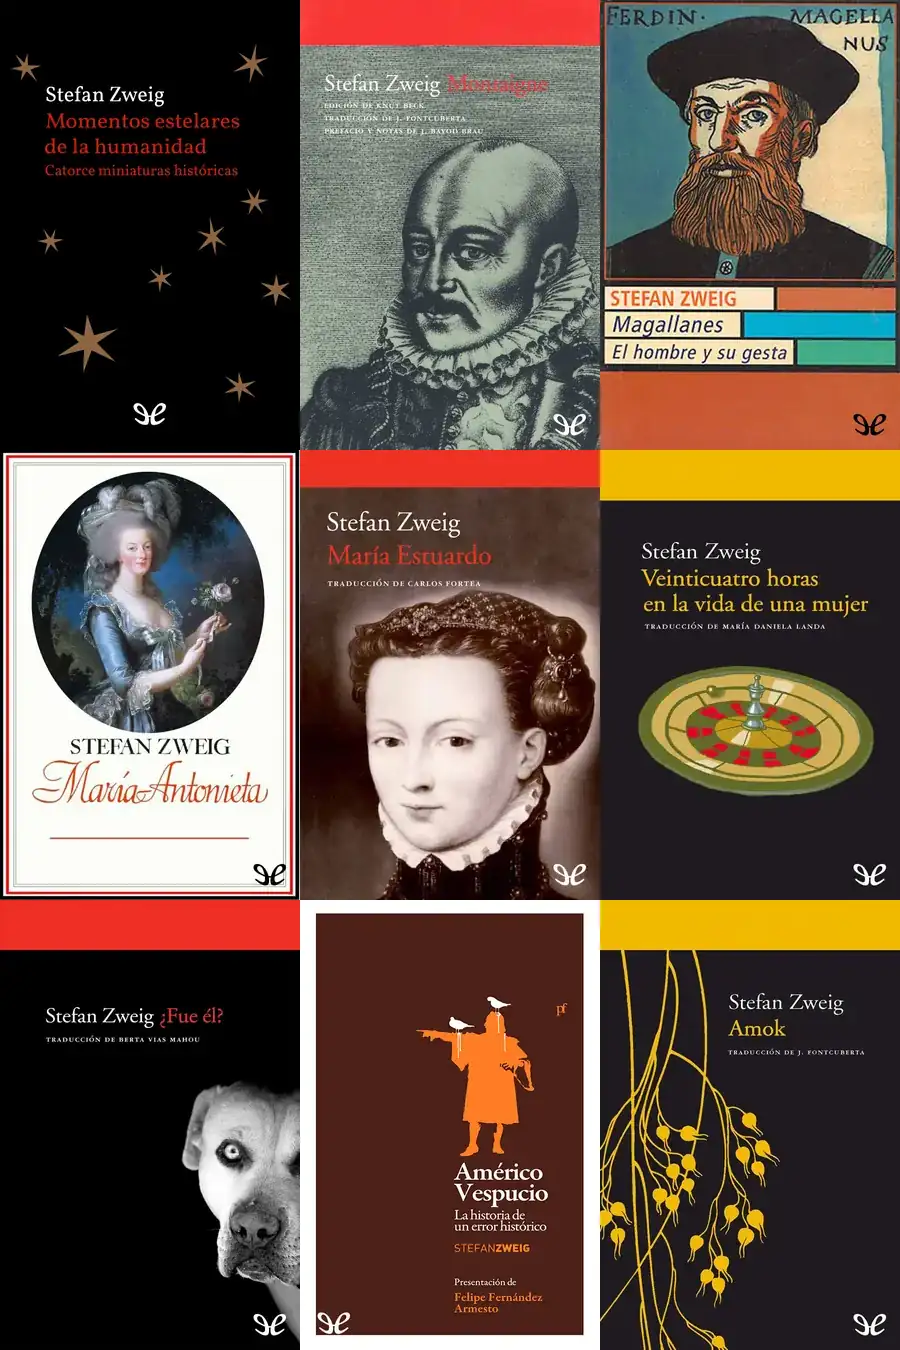 Stefan Zweig
Momentos estelares
de la humanidad
Catorce miniaturas históricas
Stefan Zweig Montaigne
EDICIÓN DE KNUT BECK
TRADUCCIÓN DE J. FONTCUBERTA
PREFACIO Y NOTAS DE J. BAYOD BRAU
FERDIN· MAGELLA
NUS
STEFAN ZWEIG
Magallanes
El hombre y su gesta
STEFAN ZWEIG
María Antonieta
Stefan Zweig
María Estuardo
TRADUCCIÓN DE CARLOS FORTEA
Stefan Zweig
Veinticuatro horas
en la vida de una mujer
TRADUCCIÓN DE MARÍA DANIELA LANDA
Stefan Zweig ¿Fue él?
TRADUCCIÓN DE BERTA VIAS MAHOU
pf
Américo
Vespucio
La historia de
un error histórico
STEFANZWEIG
Presentación de
Felipe Fernández
Armesto
Stefan Zweig
Amok
TRADUCCIÓN DE J. FONTCUBERTA